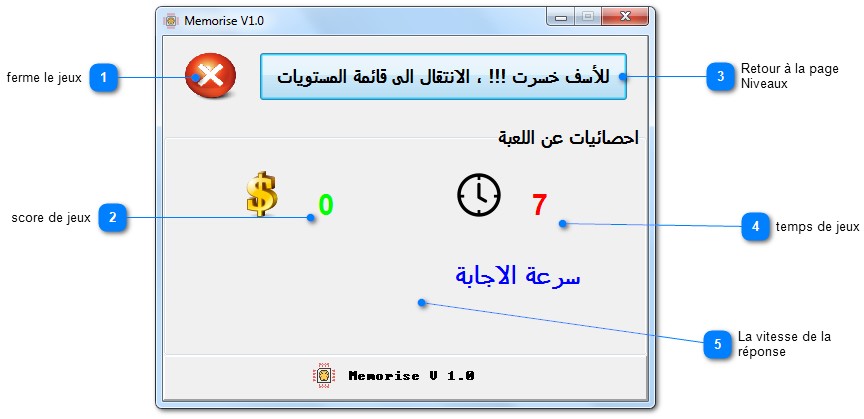 Memorise V1.0
ferme le jeux
1
للأسف خسرت !!! ، الانتقال الى قائمة المستويات
3
Retour à la page
Niveaux
احصائيات عن اللعبة
score de jeux
2
$
0
7
4
temps de jeux
سرعة الاجابة
5
La vitesse de la
réponse
Memorise V 1.0